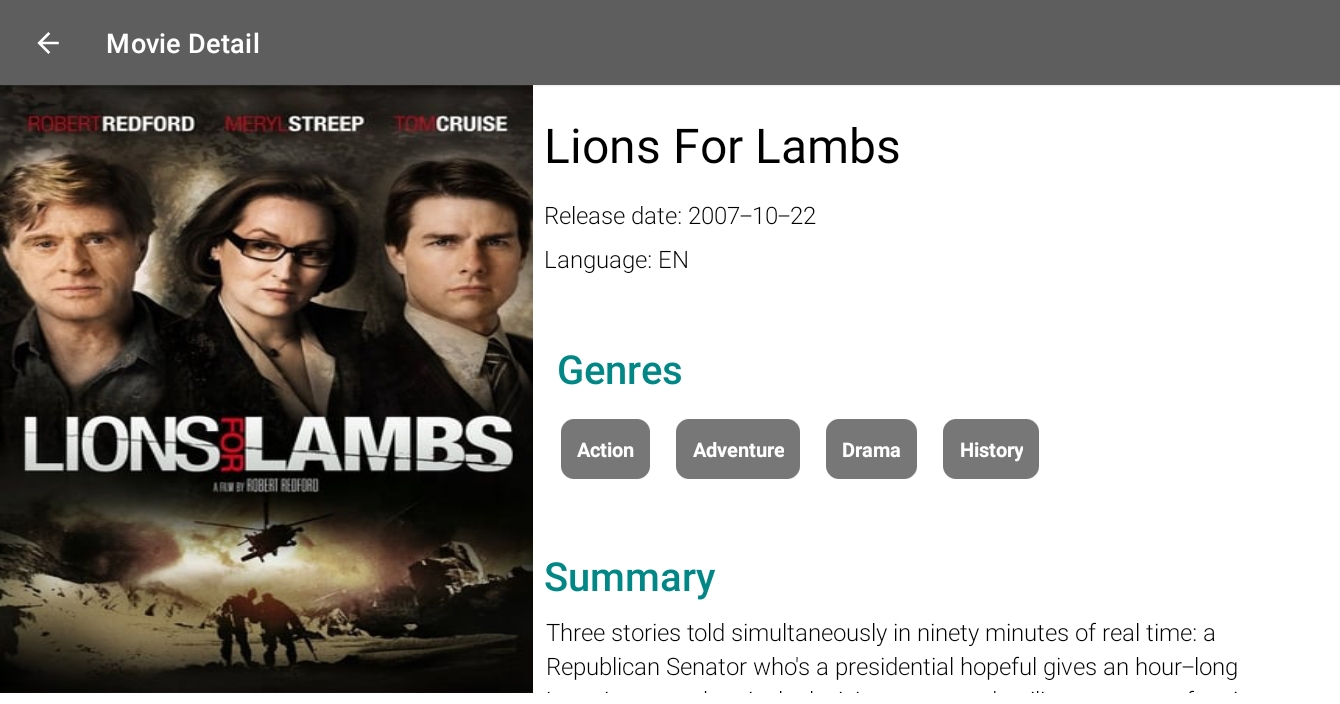 Movie Detail
ROBERT REDFORD MERYL STREEP TOM CRUISE
LIONS FOR LAMBS
A FILM BY ROBERT REDFORD
Lions For Lambs
Release date: 2007–10–22
Language: EN
Genres
Action Adventure Drama History
Summary
Three stories told simultaneously in ninety minutes of real time: a
Republican Senator who's a presidential hopeful gives an hour–long